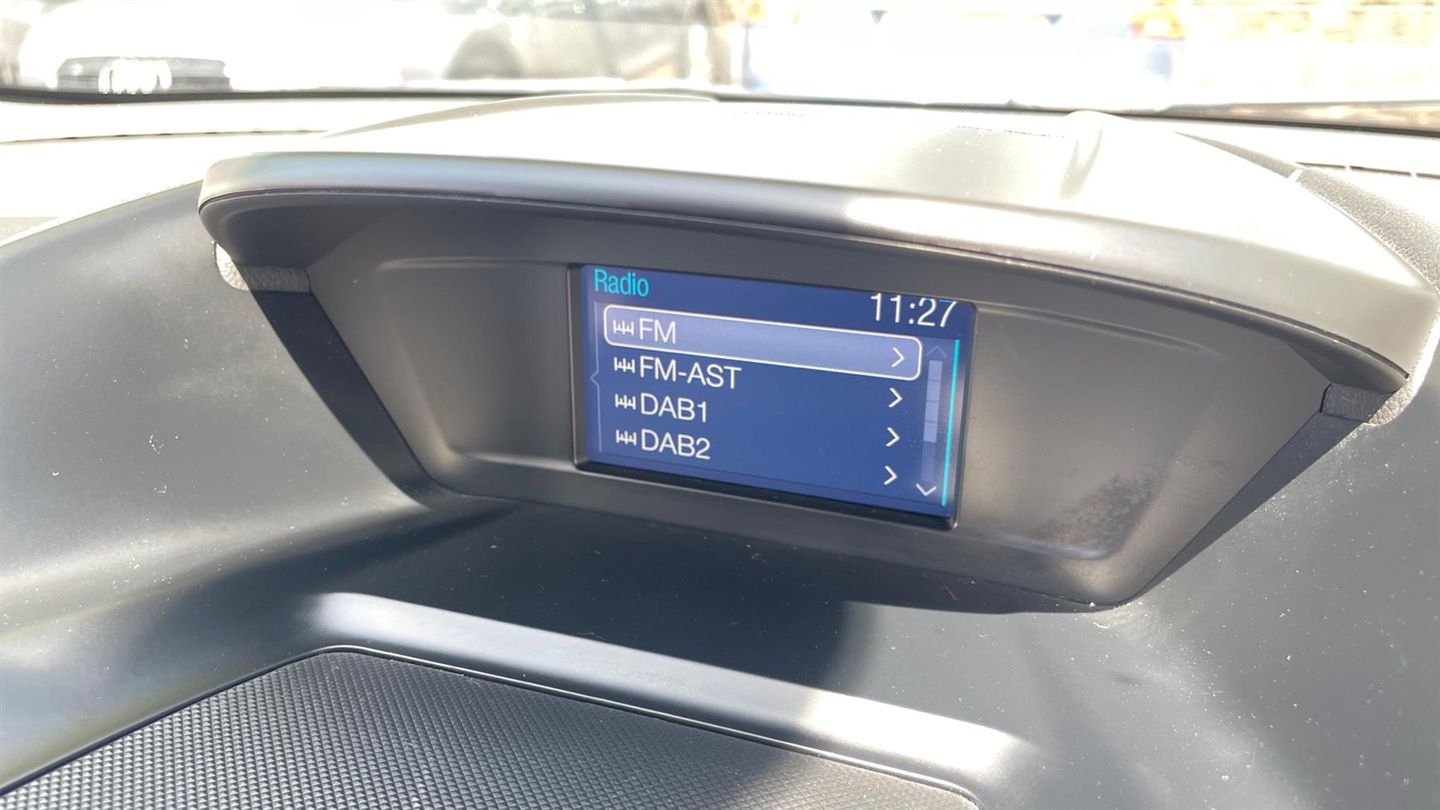 Radio
11:27
FM
FM-AST
DAB1
DAB2